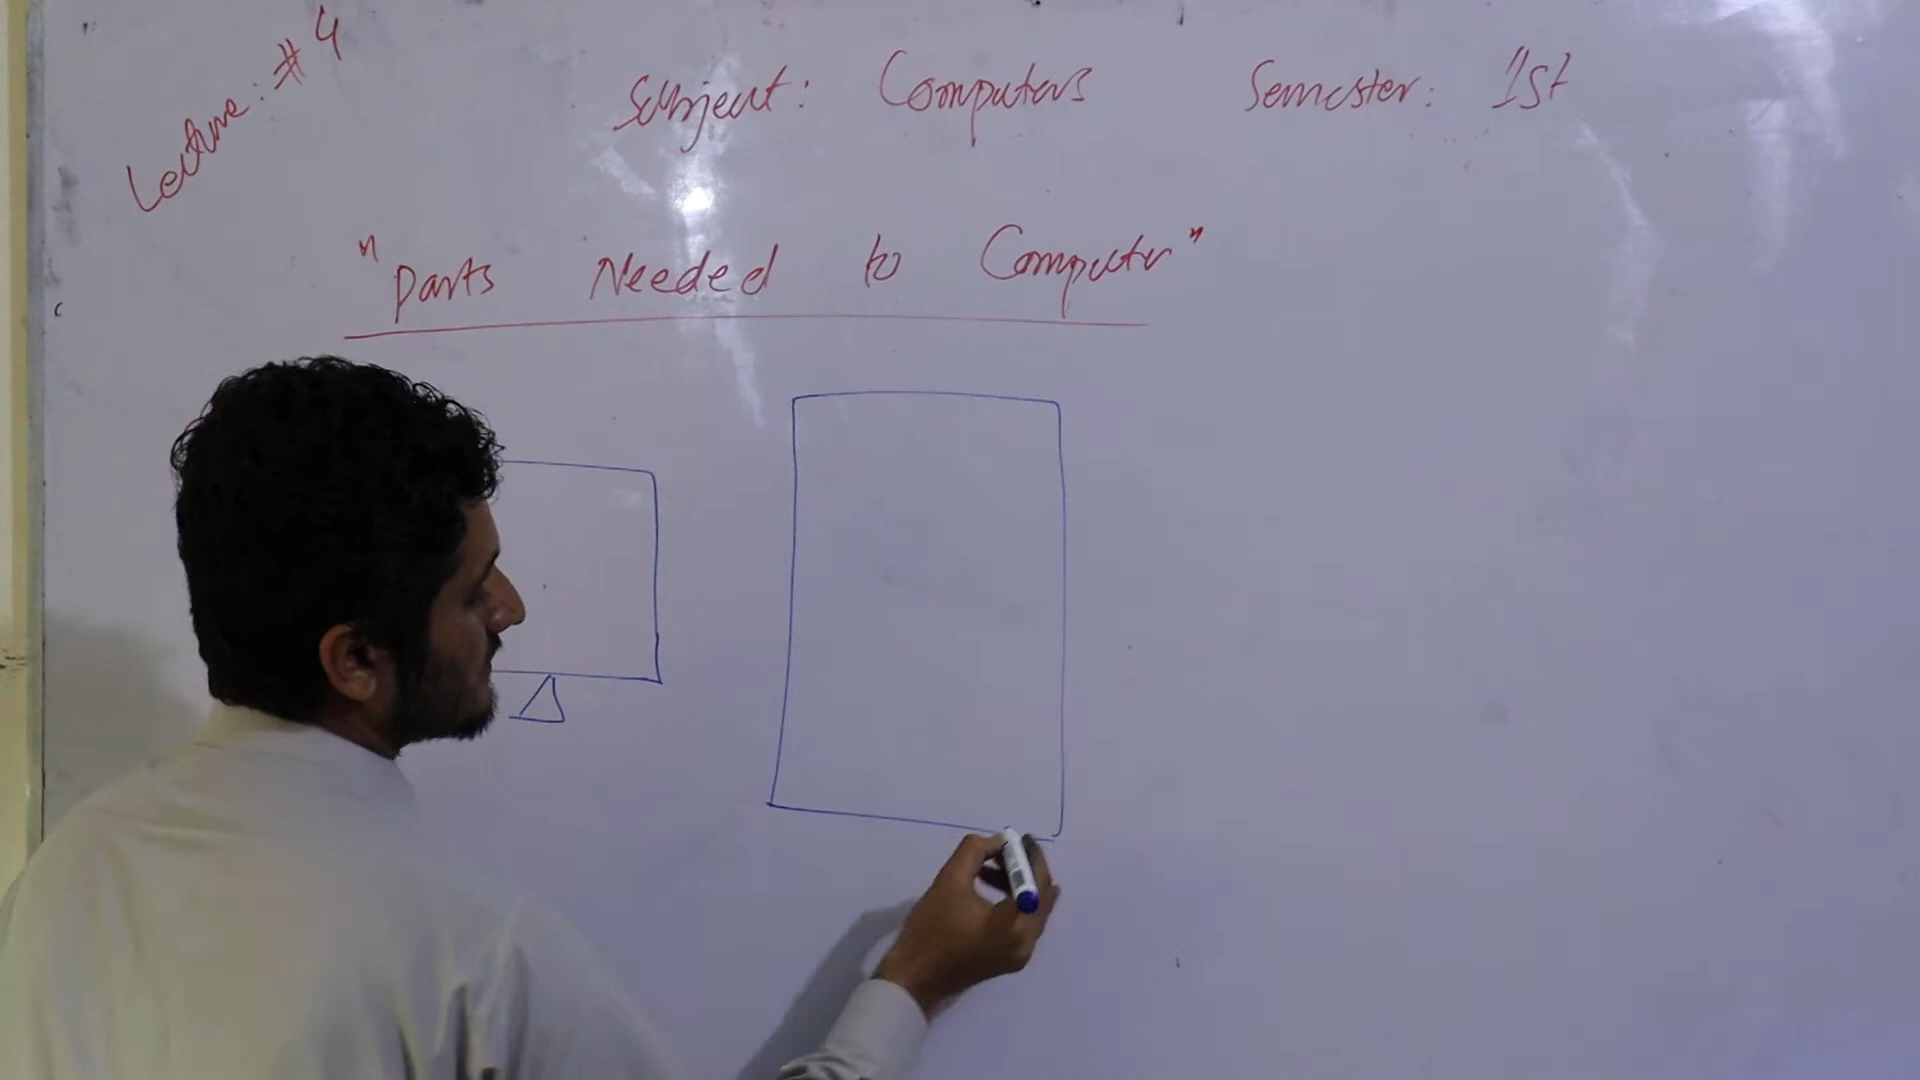 Lecture: # 4
Subject: Computers Semester: 1st
"Parts Needed to Computer"